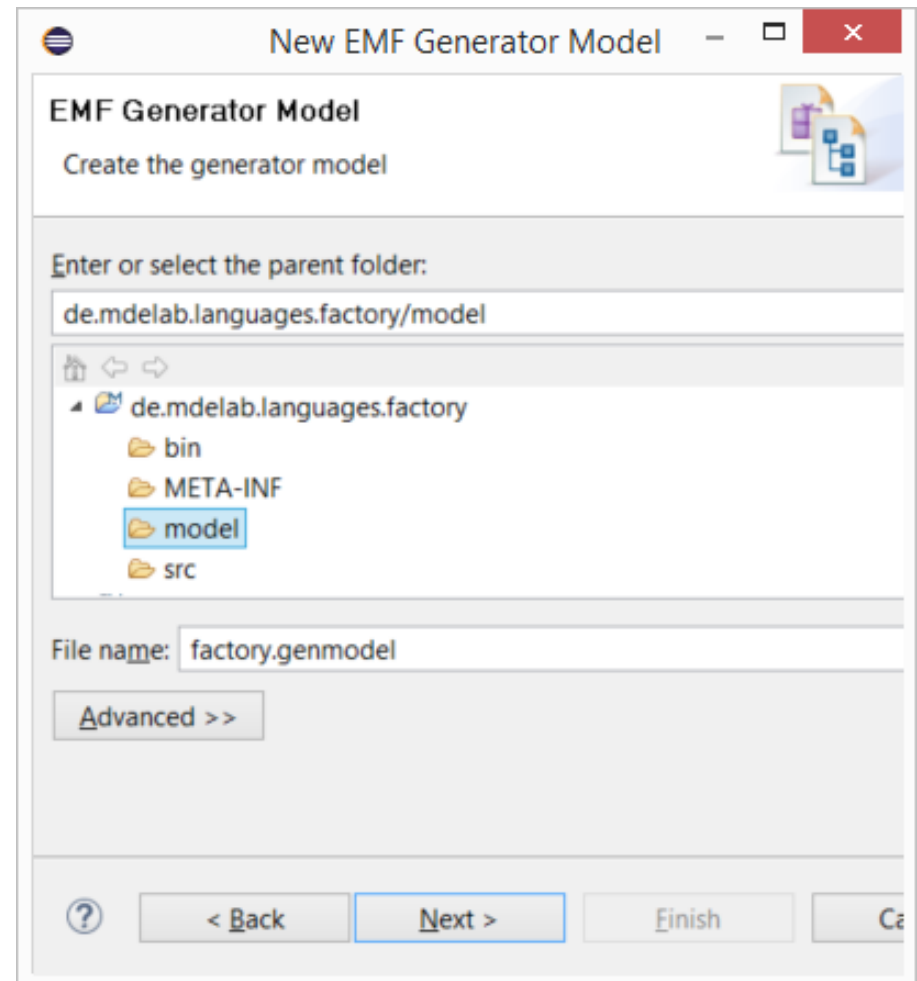 New EMF Generator Model
EMF Generator Model
Create the generator model
Enter or select the parent folder:
de.mdelab.languages.factory/model
de.mdelab.languages.factory
bin
META-INF
model
src
File name: factory.genmodel
Advanced >>
? < Back Next > Finish Ca